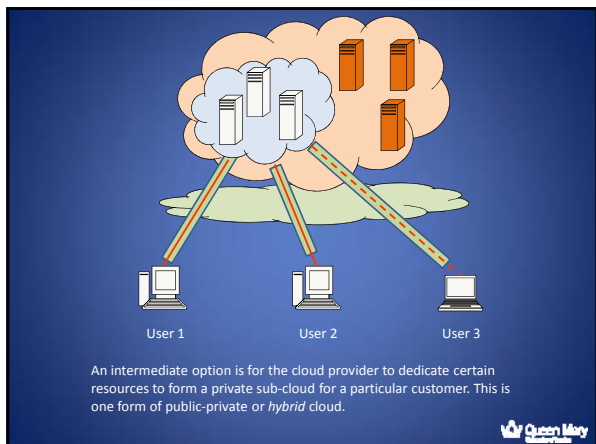 User 1
User 2
User 3
An intermediate option is for the cloud provider to dedicate certain
resources to form a private sub-cloud for a particular customer. This is
one form of public-private or hybrid cloud.
Queen Mary